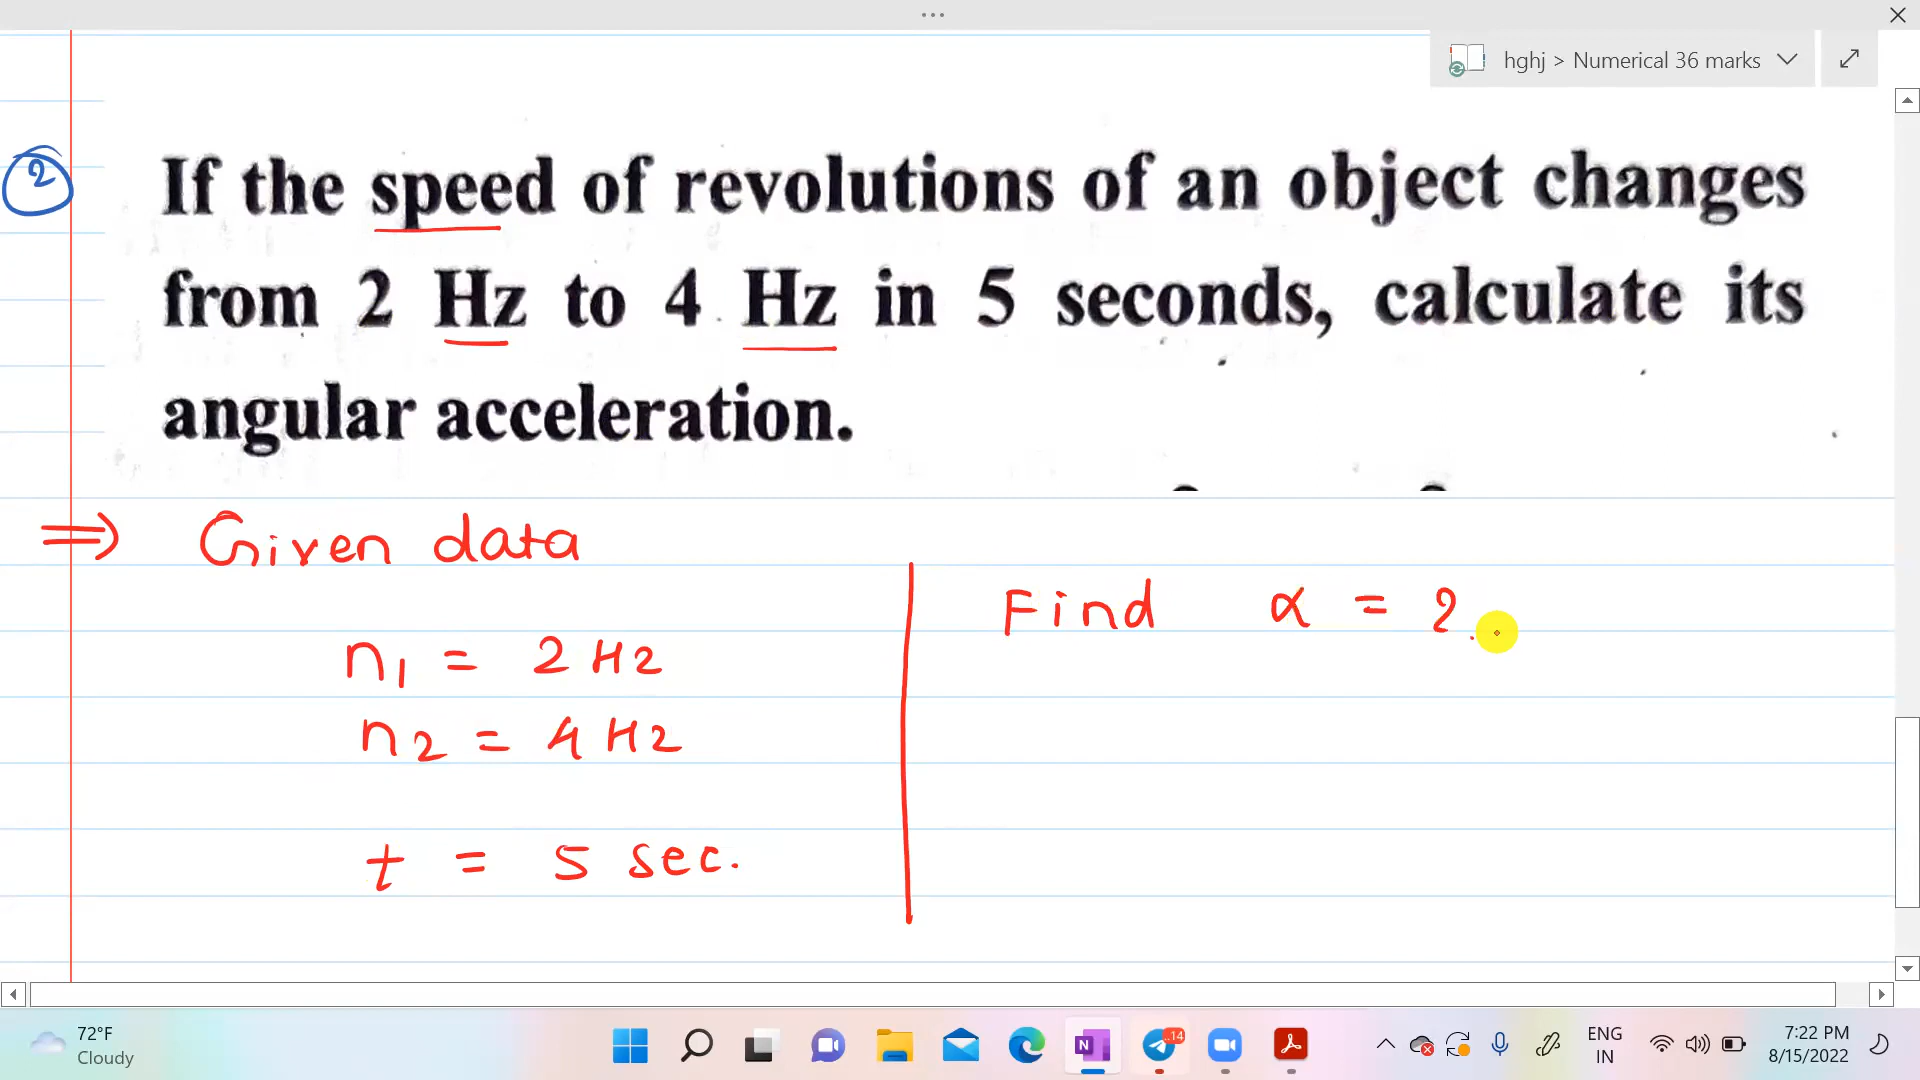 hghj > Numerical 36 marks
2
If the speed of revolutions of an object changes
from 2 Hz to 4 Hz in 5 seconds, calculate its
angular acceleration.
⇒ Given data
Find α = ?
n₁ = 2 Hz
n₂ = 4 Hz
t = 5 sec.
72°F
Cloudy
14
ENG
IN
7:22 PM
8/15/2022